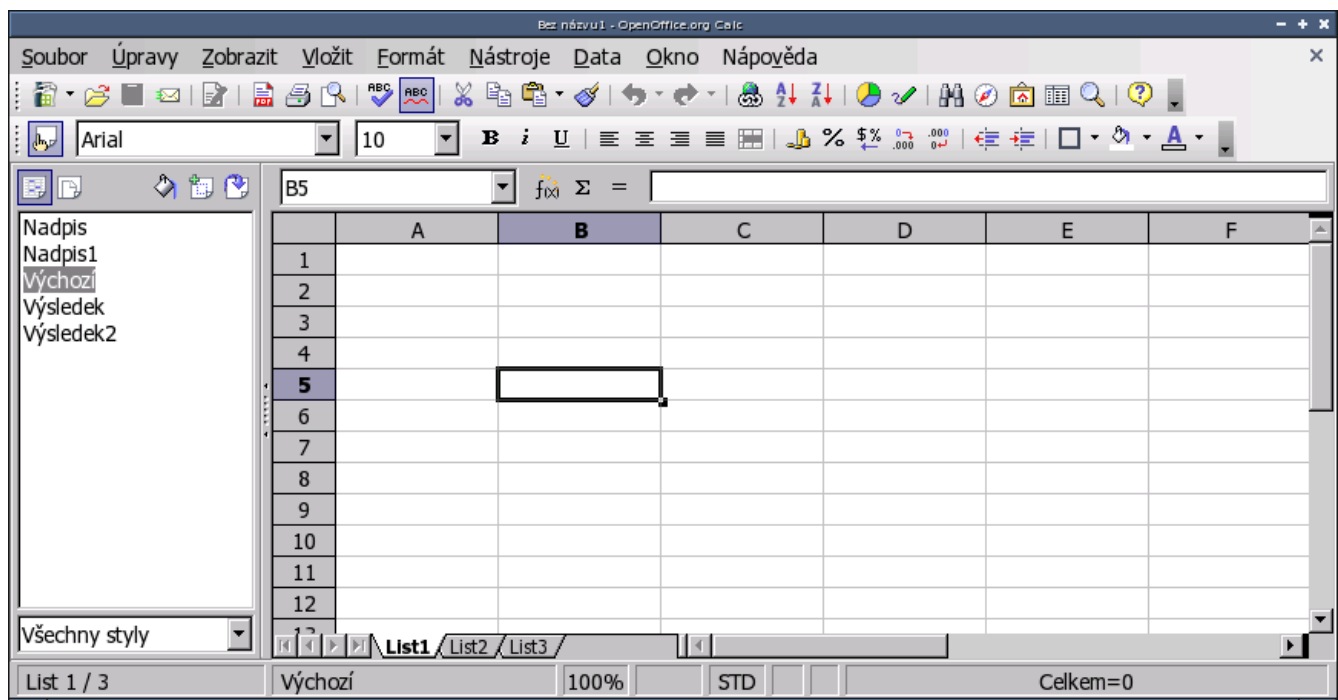 Bez názvu1 - OpenOffice.org Calc
Soubor Úpravy Zobrazit Vložit Formát Nástroje Data Okno Nápověda
Arial 10
B5
Nadpis
Nadpis1
Výchozí
Výsledek
Výsledek2
Všechny styly
A B C D E F
1
2
3
4
5
6
7
8
9
10
11
12
13
List1 List2 List3
List 1 / 3 Výchozí 100% STD Celkem=0